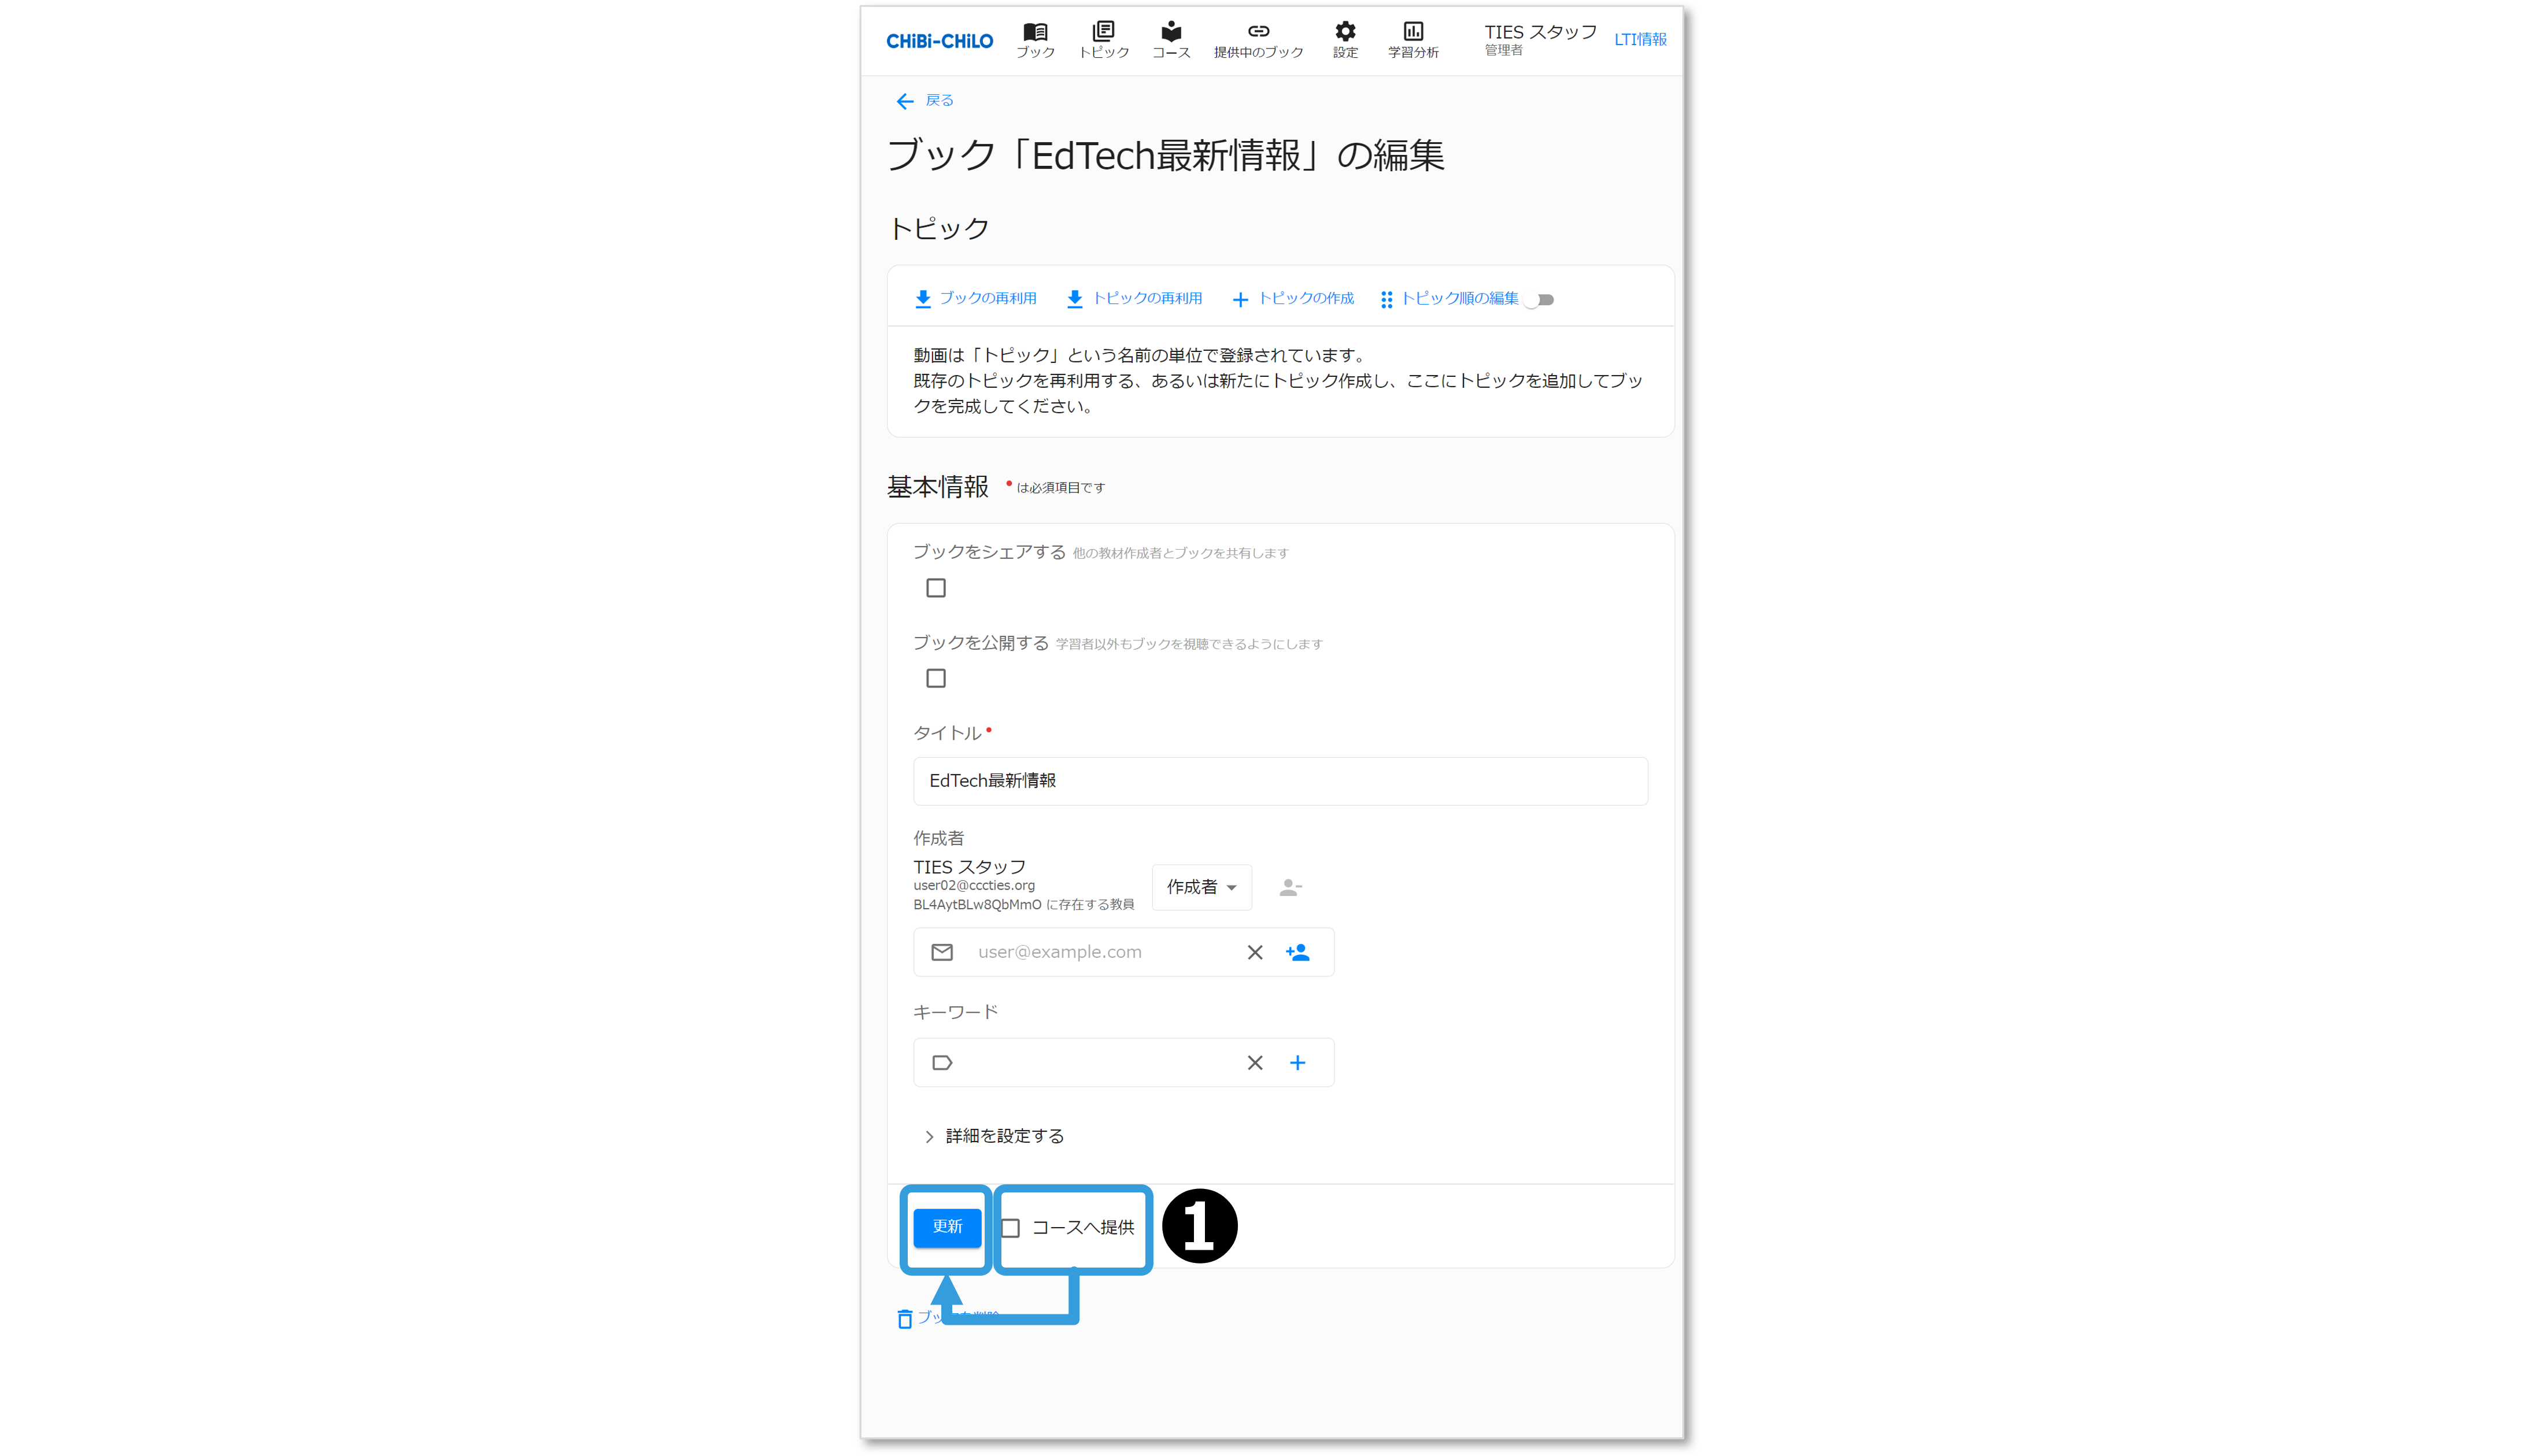 CHiBi-CHiLO
ブック
トピック
コース
提供中のブック
設定
学習分析
TIES スタッフ
管理者
LTI情報
戻る
ブック「EdTech最新情報」の編集
トピック
ブックの再利用
トピックの再利用
トピックの作成
トピック順の編集
動画は「トピック」という名前の単位で登録されています。
既存のトピックを再利用する、あるいは新たにトピック作成し、ここにトピックを追加してブッ
クを完成してください。
基本情報 * は必須項目です
ブックをシェアする 他の教材作成者とブックを共有します
ブックを公開する 学習者以外もブックを視聴できるようにします
タイトル *
EdTech最新情報
作成者
TIES スタッフ
user02@cccties.org
BL4AytBLw8QbMmO に存在する教員
作成者
user@example.com
キーワード
詳細を設定する
更新
コースへ提供
1